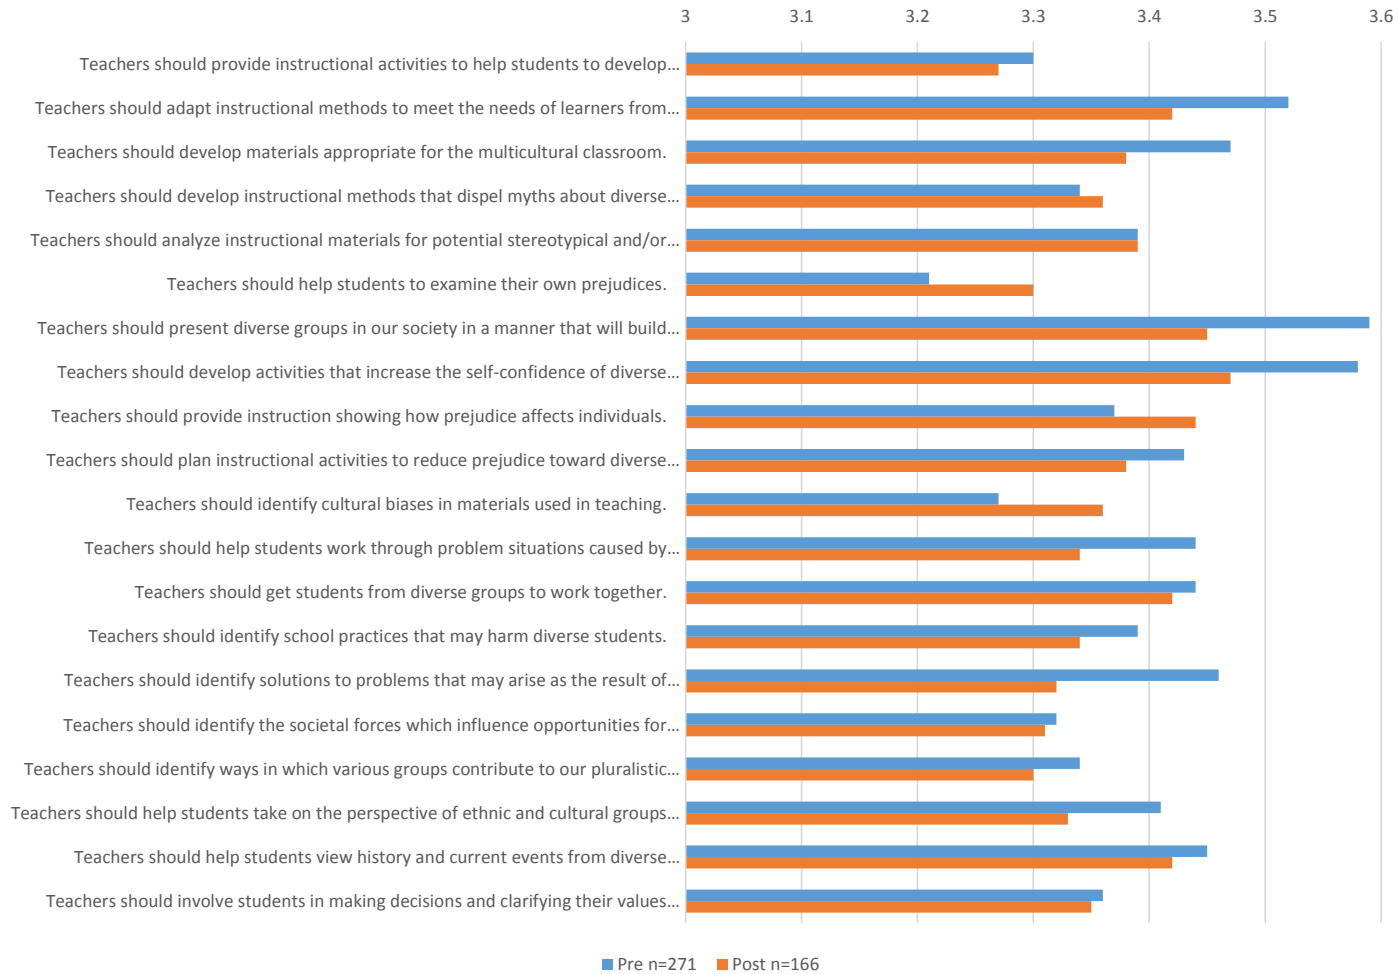 3 3.1 3.2 3.3 3.4 3.5 3.6
Teachers should provide instructional activities to help students to develop…
Teachers should adapt instructional methods to meet the needs of learners from…
Teachers should develop materials appropriate for the multicultural classroom.
Teachers should develop instructional methods that dispel myths about diverse…
Teachers should analyze instructional materials for potential stereotypical and/or…
Teachers should help students to examine their own prejudices.
Teachers should present diverse groups in our society in a manner that will build…
Teachers should develop activities that increase the self-confidence of diverse…
Teachers should provide instruction showing how prejudice affects individuals.
Teachers should plan instructional activities to reduce prejudice toward diverse…
Teachers should identify cultural biases in materials used in teaching.
Teachers should help students work through problem situations caused by…
Teachers should get students from diverse groups to work together.
Teachers should identify school practices that may harm diverse students.
Teachers should identify solutions to problems that may arise as the result of…
Teachers should identify the societal forces which influence opportunities for…
Teachers should identify ways in which various groups contribute to our pluralistic…
Teachers should help students take on the perspective of ethnic and cultural groups…
Teachers should help students view history and current events from diverse…
Teachers should involve students in making decisions and clarifying their values…
Pre n=271 Post n=166